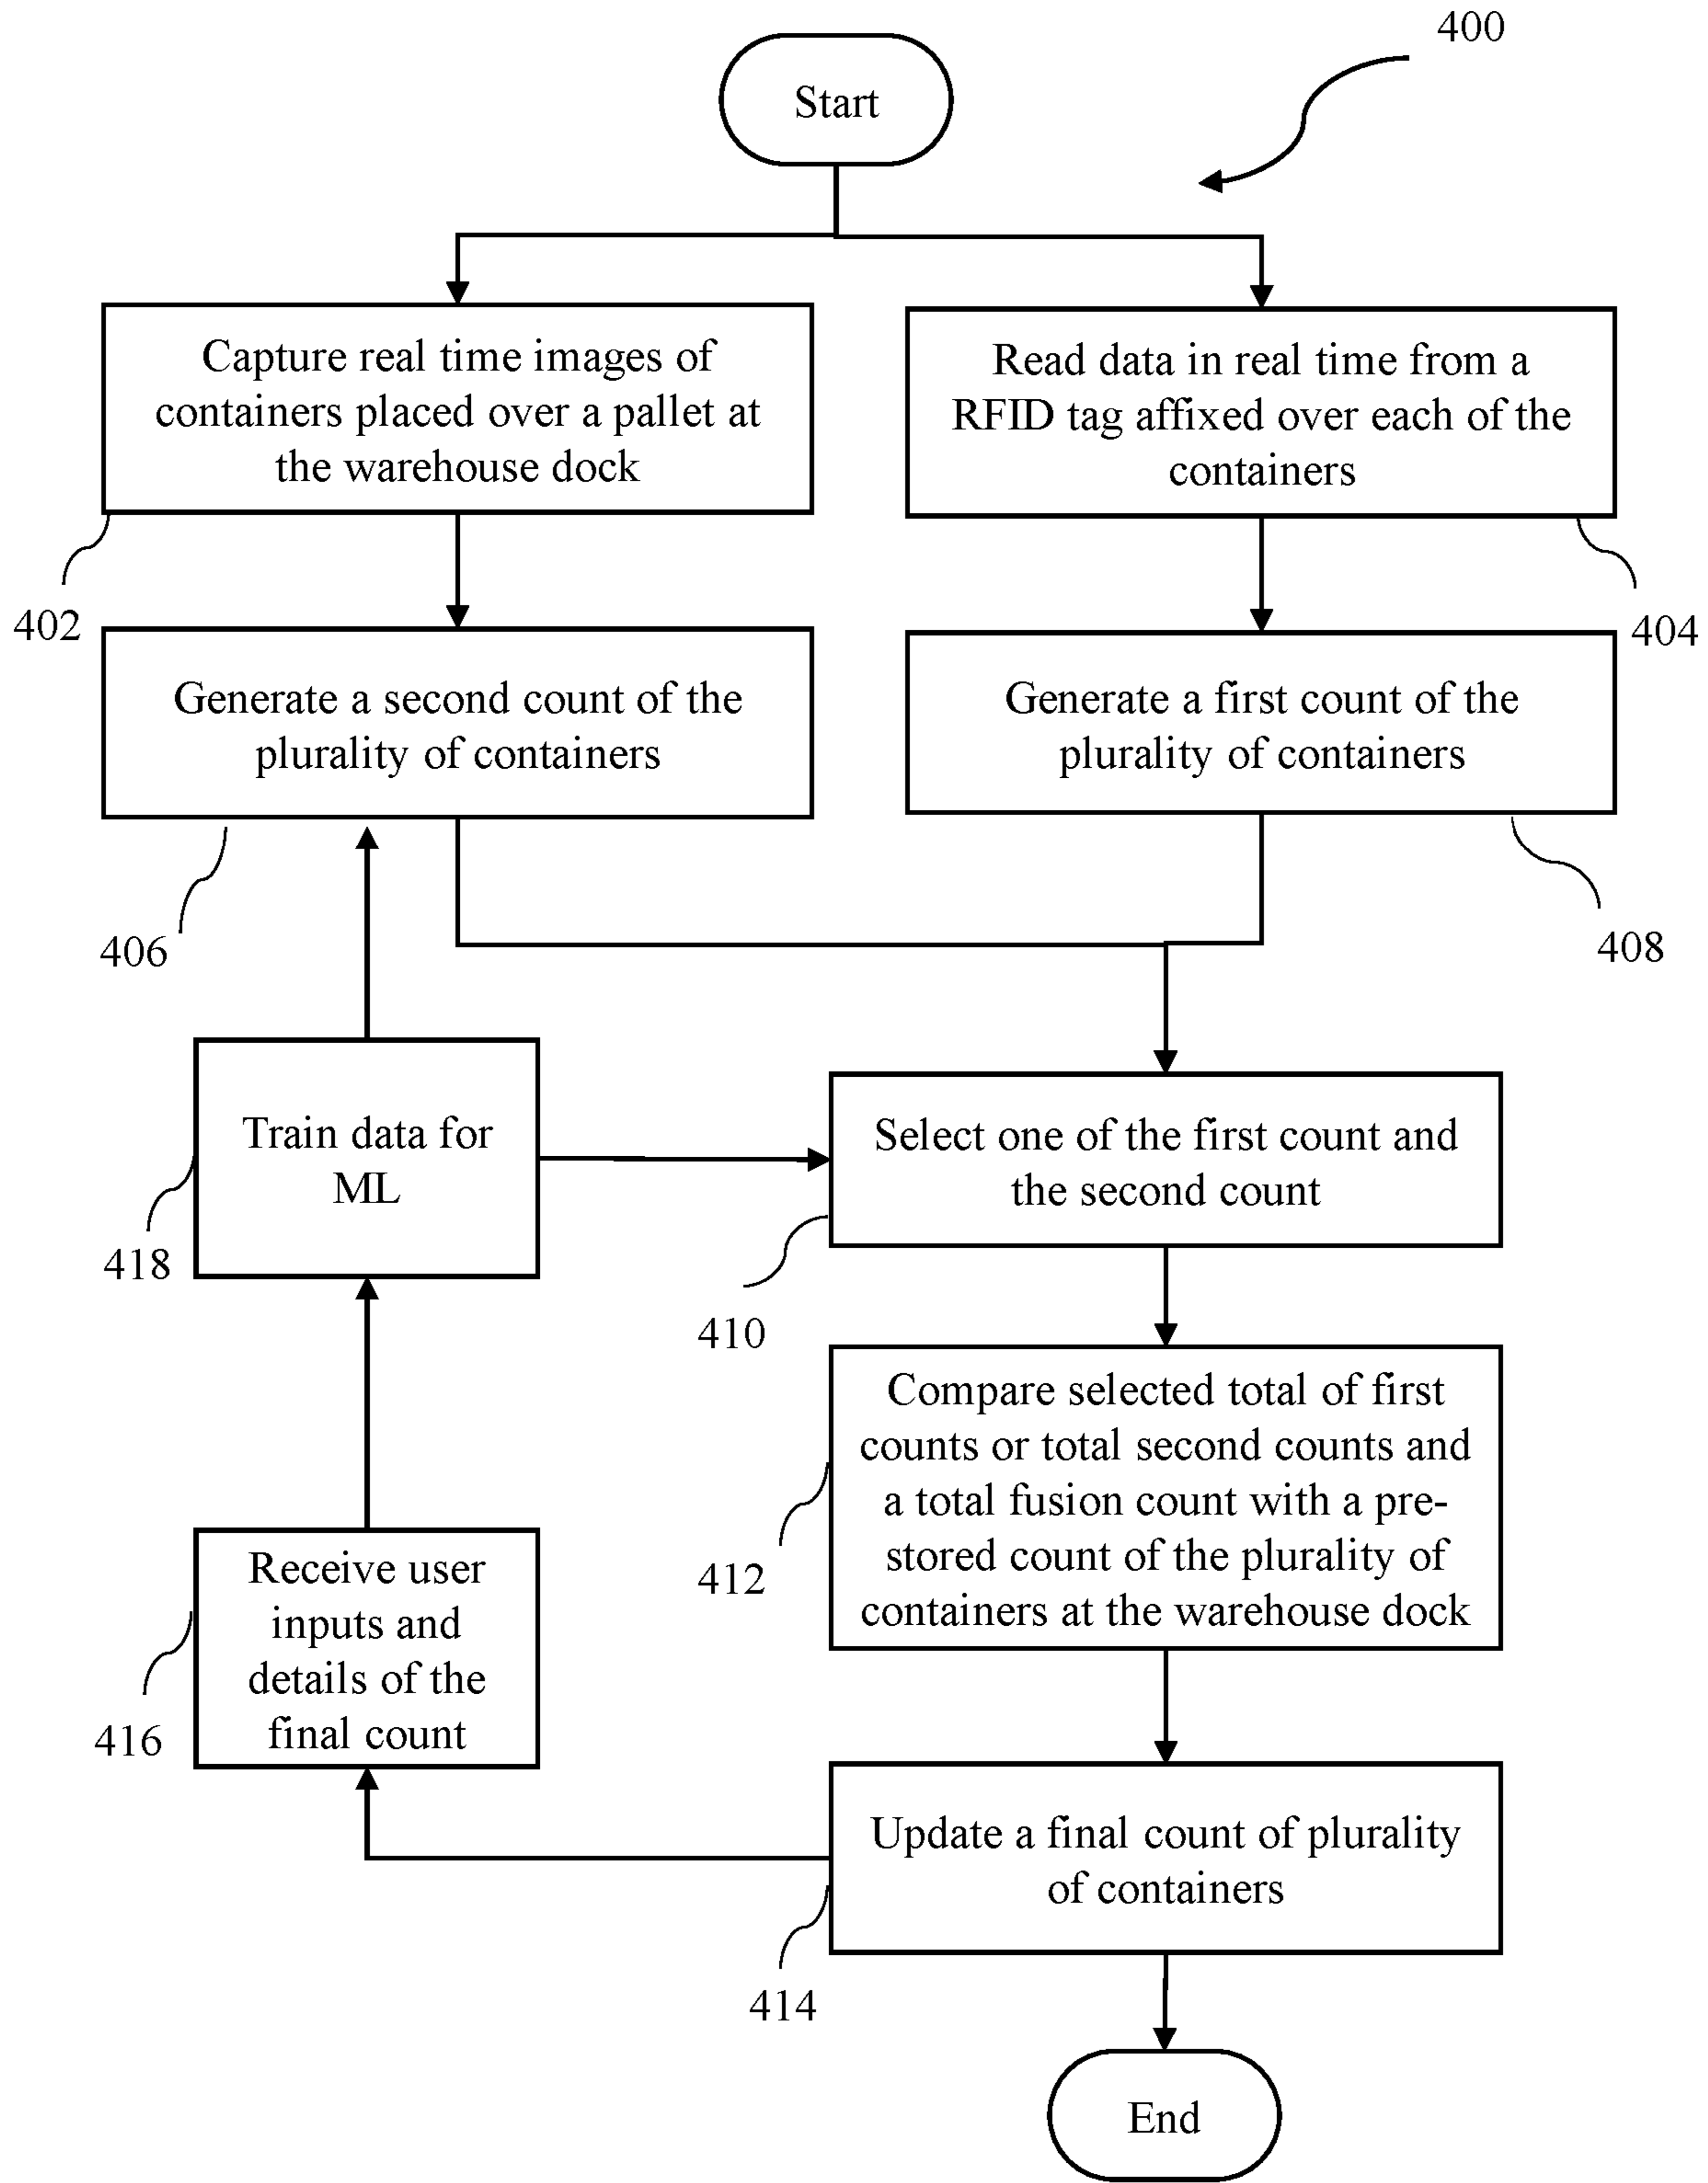 400
Start
Capture real time images of
containers placed over a pallet at
the warehouse dock
Read data in real time from a
RFID tag affixed over each of the
containers
402
404
Generate a second count of the
plurality of containers
Generate a first count of the
plurality of containers
406
408
Train data for
ML
418
Select one of the first count and
the second count
410
Compare selected total of first
counts or total second counts and
a total fusion count with a pre-
stored count of the plurality of
containers at the warehouse dock
412
Receive user
inputs and
details of the
final count
416
Update a final count of plurality
of containers
414
End